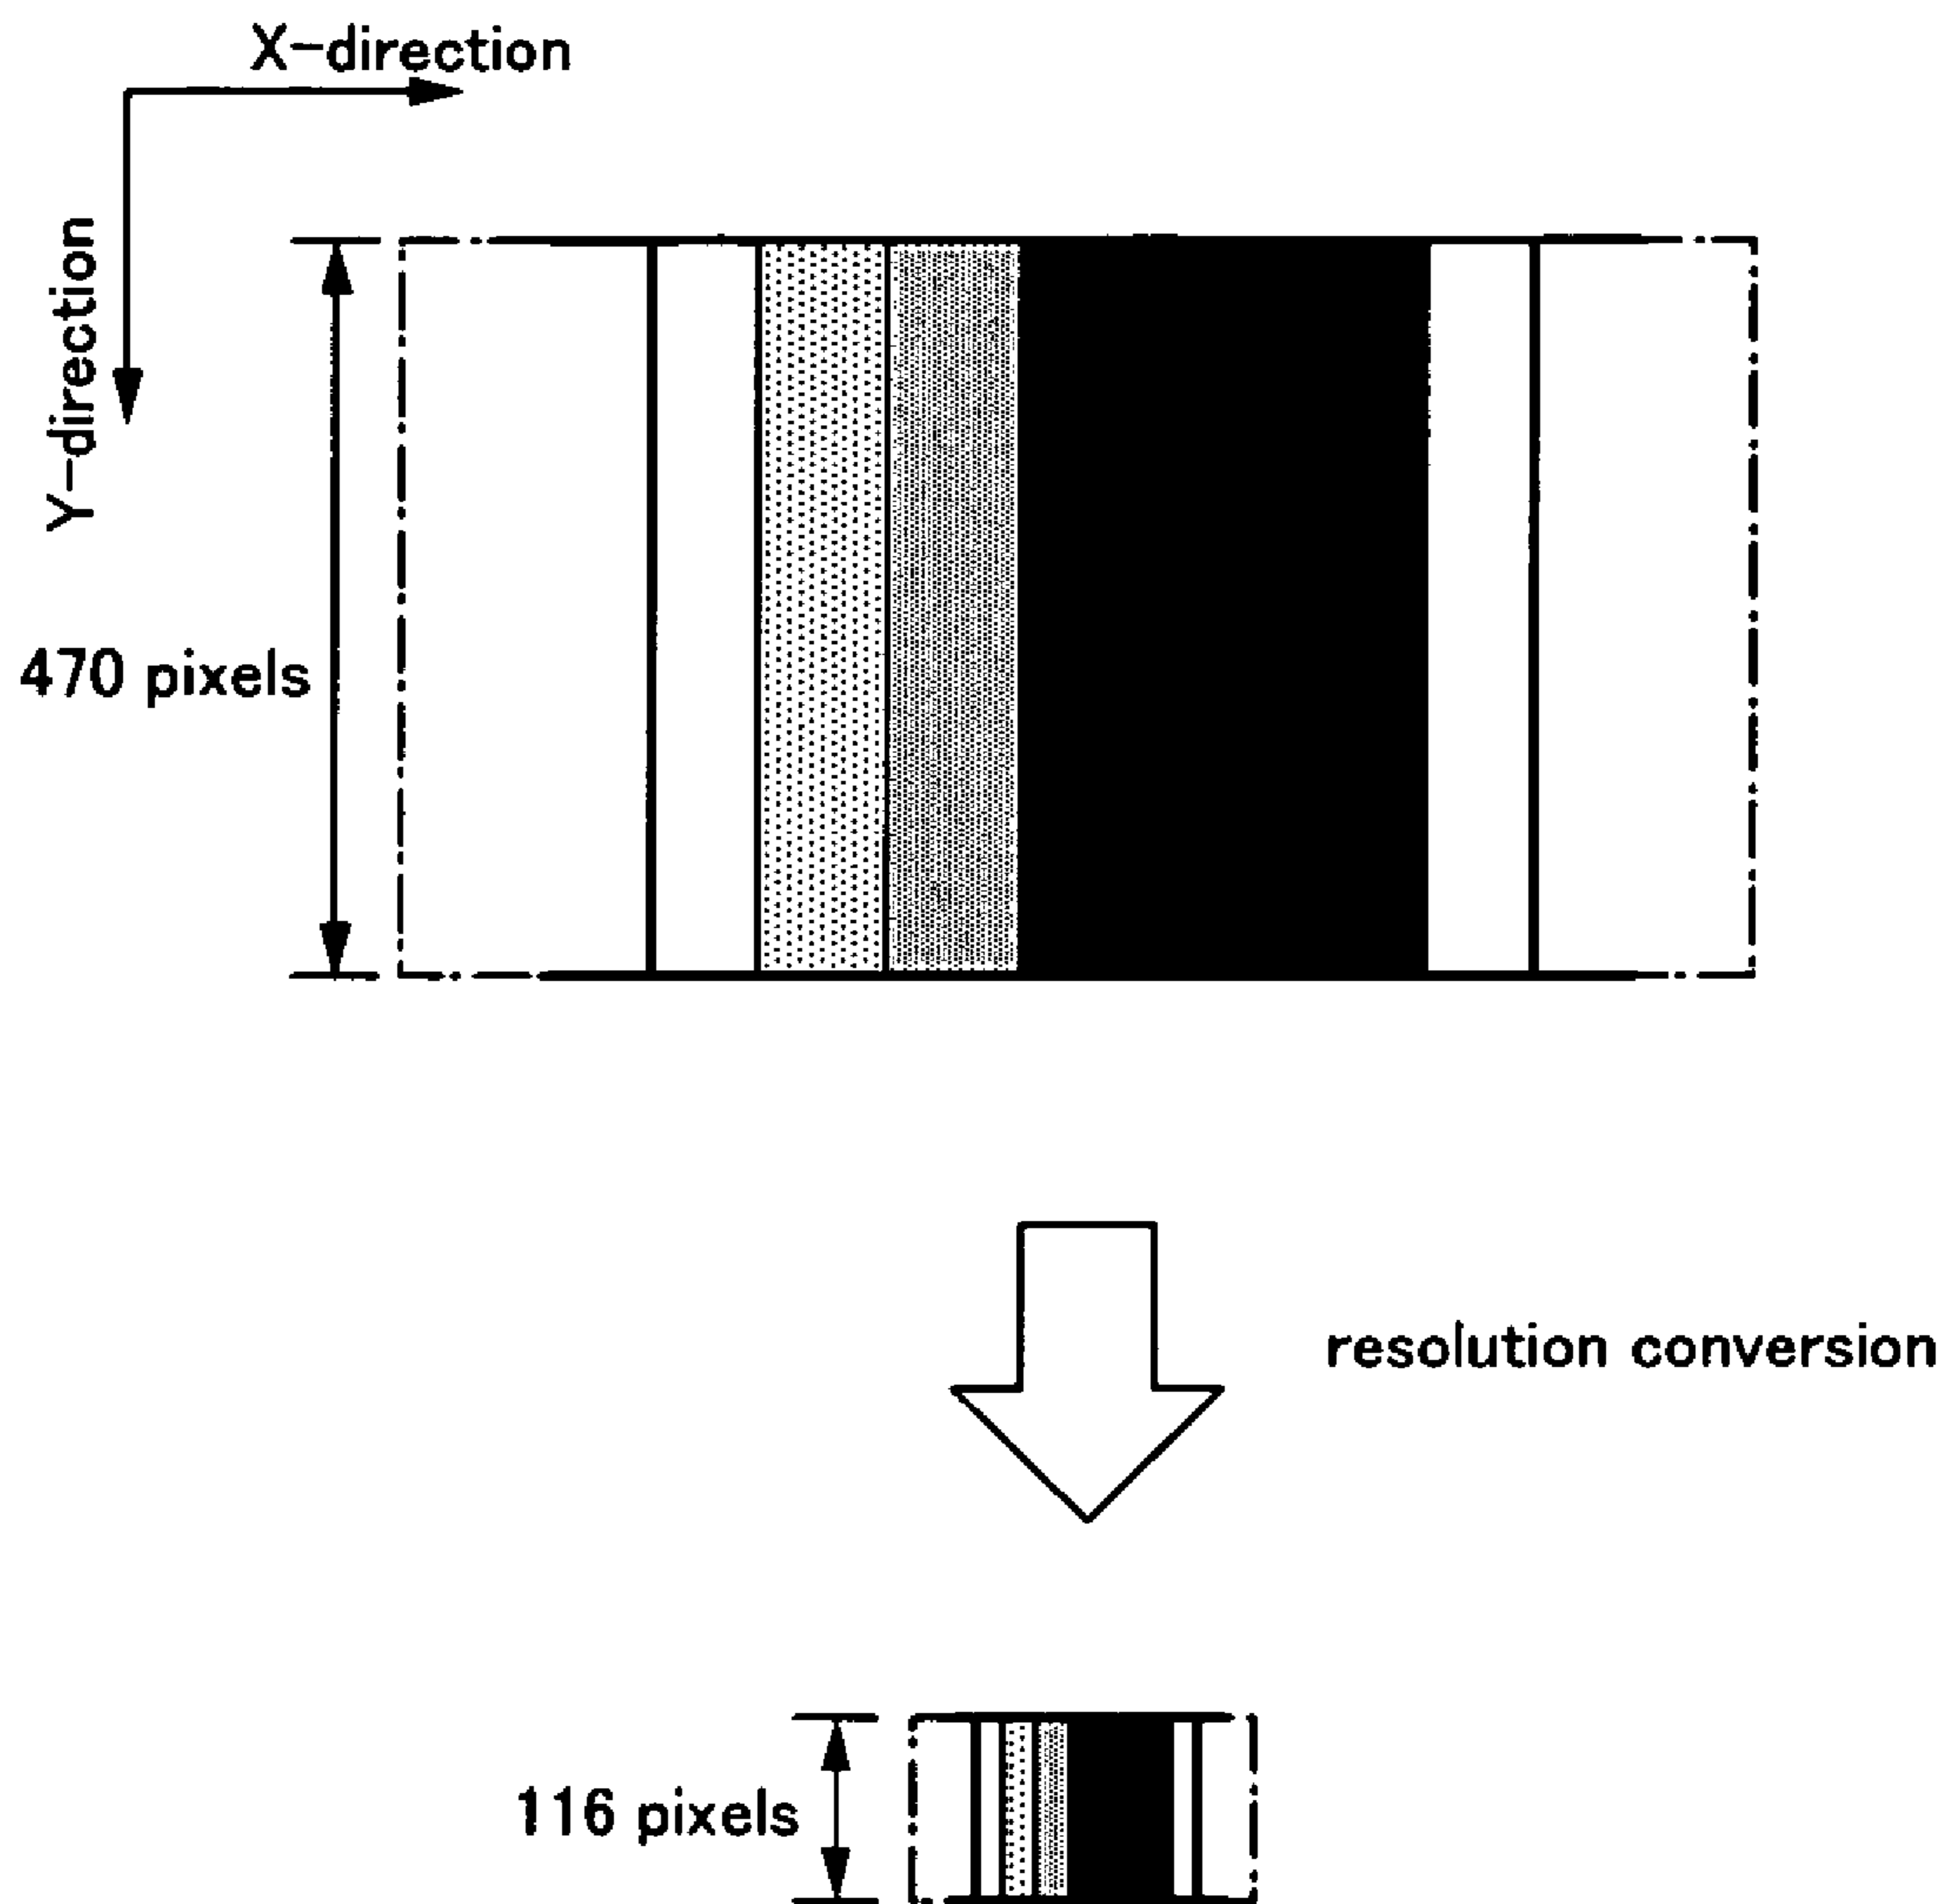 X-direction
Y-direction
470 pixels
resolution conversion
116 pixels